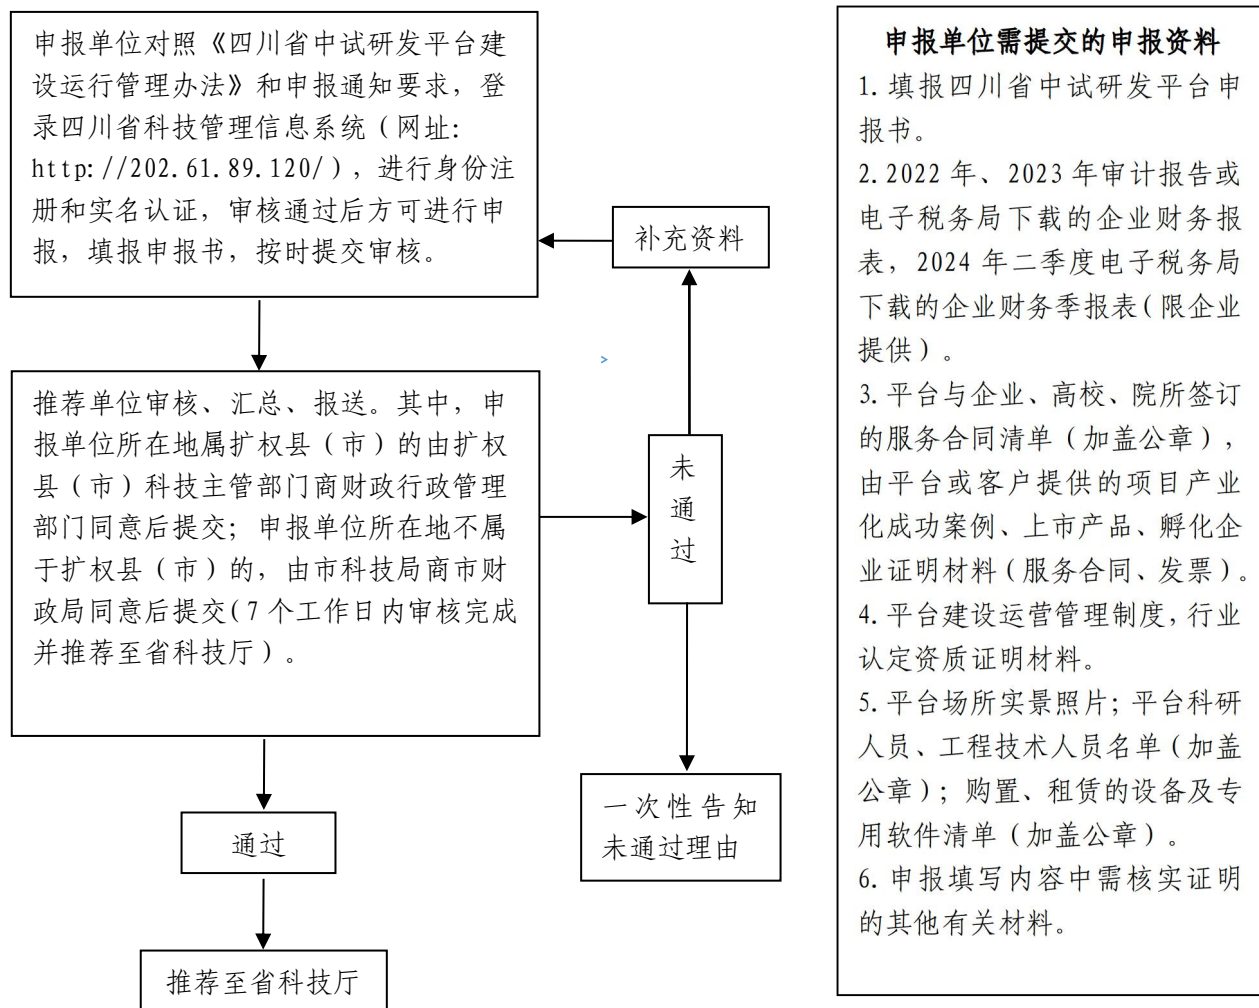 申报单位对照《四川省中试研发平台建
设运行管理办法》和申报通知要求，登
录四川省科技管理信息系统（网址：
http://202.61.89.120/），进行身份注
册和实名认证，审核通过后方可进行申
报，填报申报书，按时提交审核。
补充资料
推荐单位审核、汇总、报送。其中，申
报单位所在地属扩权县（市）的由扩权
县（市）科技主管部门商财政行政管理
部门同意后提交；申报单位所在地不属
于扩权县（市）的，由市科技局商市财
政局同意后提交（7个工作日内审核完成
并推荐至省科技厅）。
未
通
过
通过
一次性告知
未通过理由
推荐至省科技厅
申报单位需提交的申报资料
1.填报四川省中试研发平台申
报书。
2.2022年、2023年审计报告或
电子税务局下载的企业财务报
表，2024年二季度电子税务局
下载的企业财务季报表（限企业
提供）。
3.平台与企业、高校、院所签订
的服务合同清单（加盖公章），
由平台或客户提供的项目产业
化成功案例、上市产品、孵化企
业证明材料（服务合同、发票）。
4.平台建设运营管理制度，行业
认定资质证明材料。
5.平台场所实景照片；平台科研
人员、工程技术人员名单（加盖
公章）；购置、租赁的设备及专
用软件清单（加盖公章）。
6.申报填写内容中需核实证明
的其他有关材料。